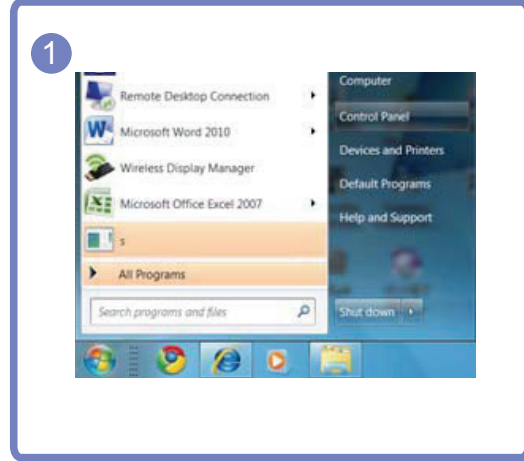 1
Remote Desktop Connection
Microsoft Word 2010
Wireless Display Manager
Microsoft Office Excel 2007
s
All Programs
Search programs and files
Computer
Control Panel
Devices and Printers
Default Programs
Help and Support
Shut down